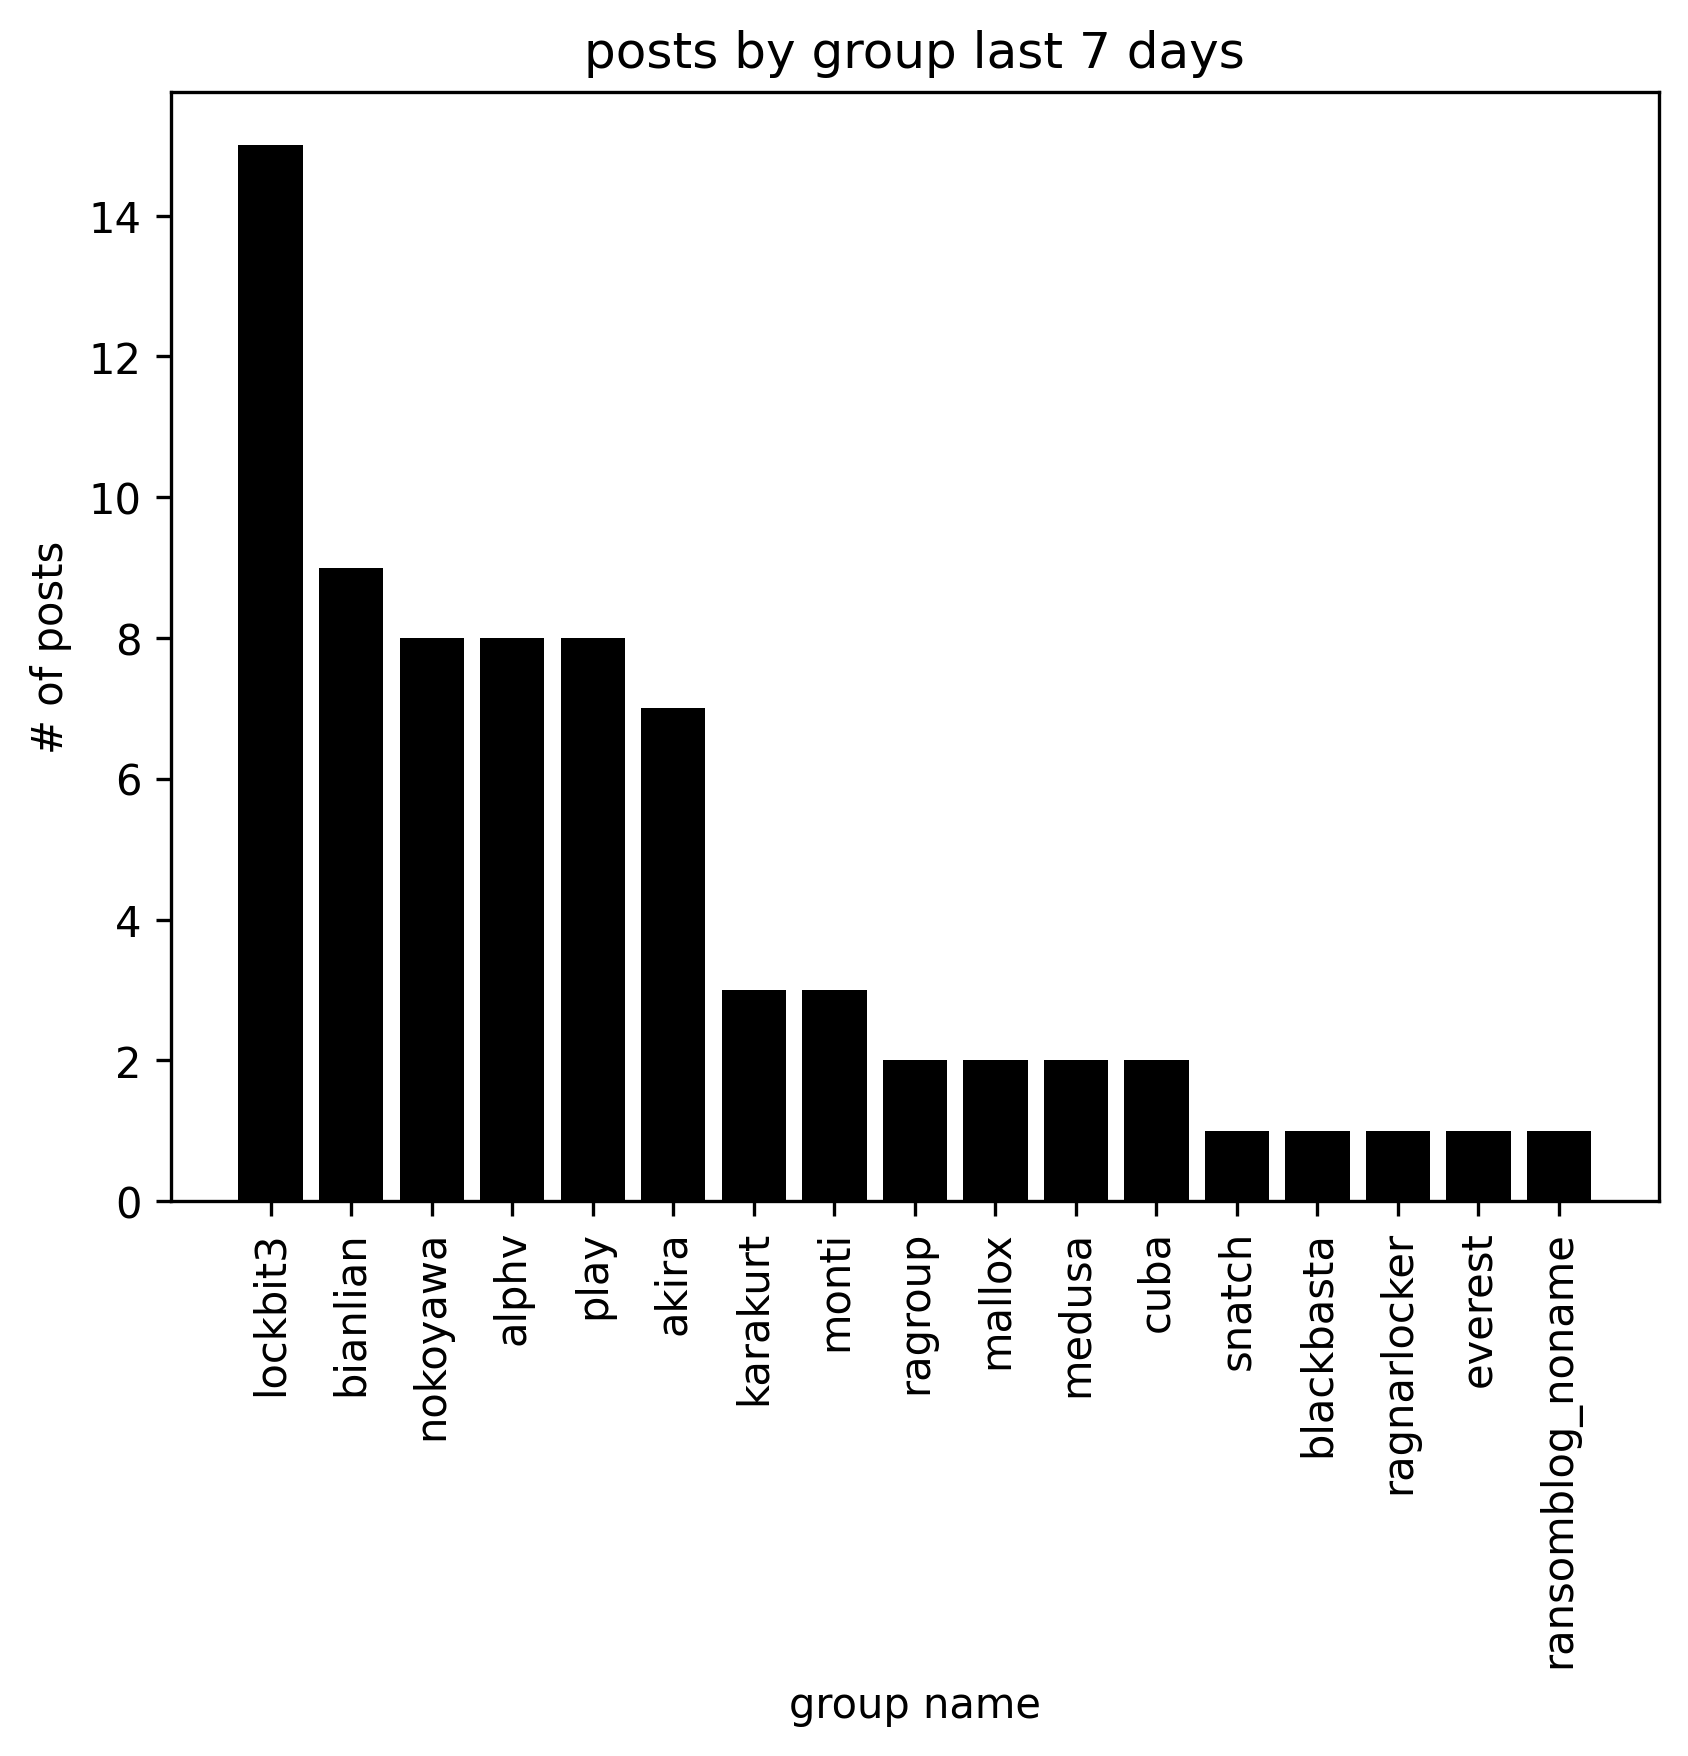 posts by group last 7 days
14
12
10
8
6
4
2
0
# of posts
lockbit3
bianlian
nokoyawa
alphv
play
akira
karakurt
monti
ragroup
mallox
medusa
cuba
snatch
blackbasta
ragnarlocker
everest
ransomblog_noname
group name